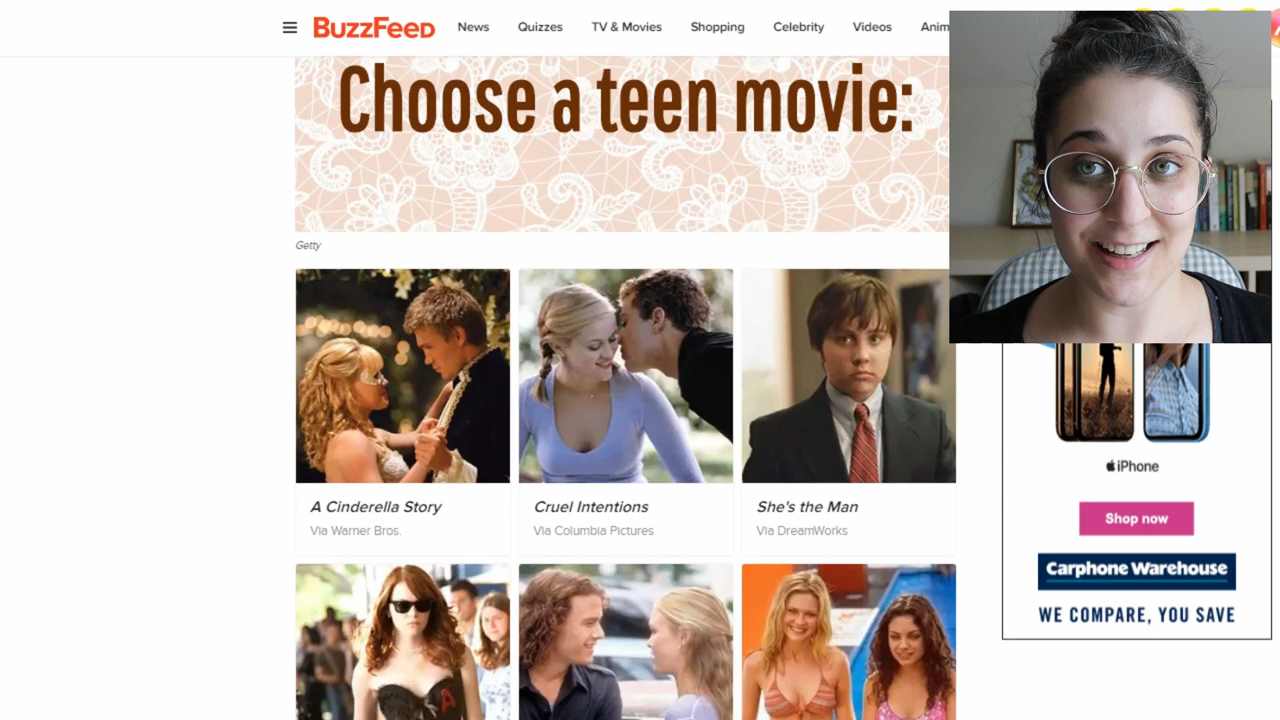 BuzzFeed News Quizzes TV & Movies Shopping Celebrity Videos Anim
Choose a teen movie:
Getty
A Cinderella Story
Via Warner Bros.
Cruel Intentions
Via Columbia Pictures
She's the Man
Via DreamWorks
A
iPhone
Shop now
Carphone Warehouse
WE COMPARE, YOU SAVE